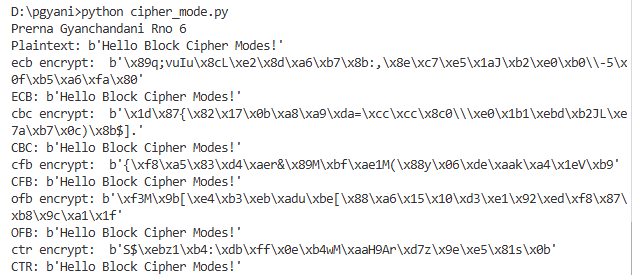 D:\pgyani>python cipher_mode.py
Prerna Gyanchandani Rno 6
Plaintext: b'Hello Block Cipher Modes!'
ecb encrypt:  b'\x89q;vuIu\x8cL\xe2\x8d\xa6\xb7\x8b:,\x8e\xc7\xe5\x1aJ\xb2\xe0\xb0\\-5\x
0f\xb5\xa6\xfa\x80'
ECB: b'Hello Block Cipher Modes!'
cbc encrypt:  b'\x1d\x87{\x82\x17\x0b\xa8\xa9\xda=\xcc\xcc\x8c0\\\xe0\x1b1\xebd\xb2JL\xe
7a\xb7\x0c)\x8b$].'
CBC: b'Hello Block Cipher Modes!'
cfb encrypt:  b'{\xf8\xa5\x83\xd4\xaer&\x89M\xbf\xae1M(\x88y\x06\xde\xaak\xa4\x1eV\xb9'
CFB: b'Hello Block Cipher Modes!'
ofb encrypt: b'\xf3M\x9b[\xe4\xb3\xeb\xadu\xbe[\x88\xa6\x15\x10\xd3\xe1\x92\xed\xf8\x87\
xb8\x9c\xa1\x1f'
OFB: b'Hello Block Cipher Modes!'
ctr encrypt:  b'S$\xebz1\xb4:\xdb\xff\x0e\xb4wM\xaaH9Ar\xd7z\x9e\xe5\x81s\x0b'
CTR: b'Hello Block Cipher Modes!'